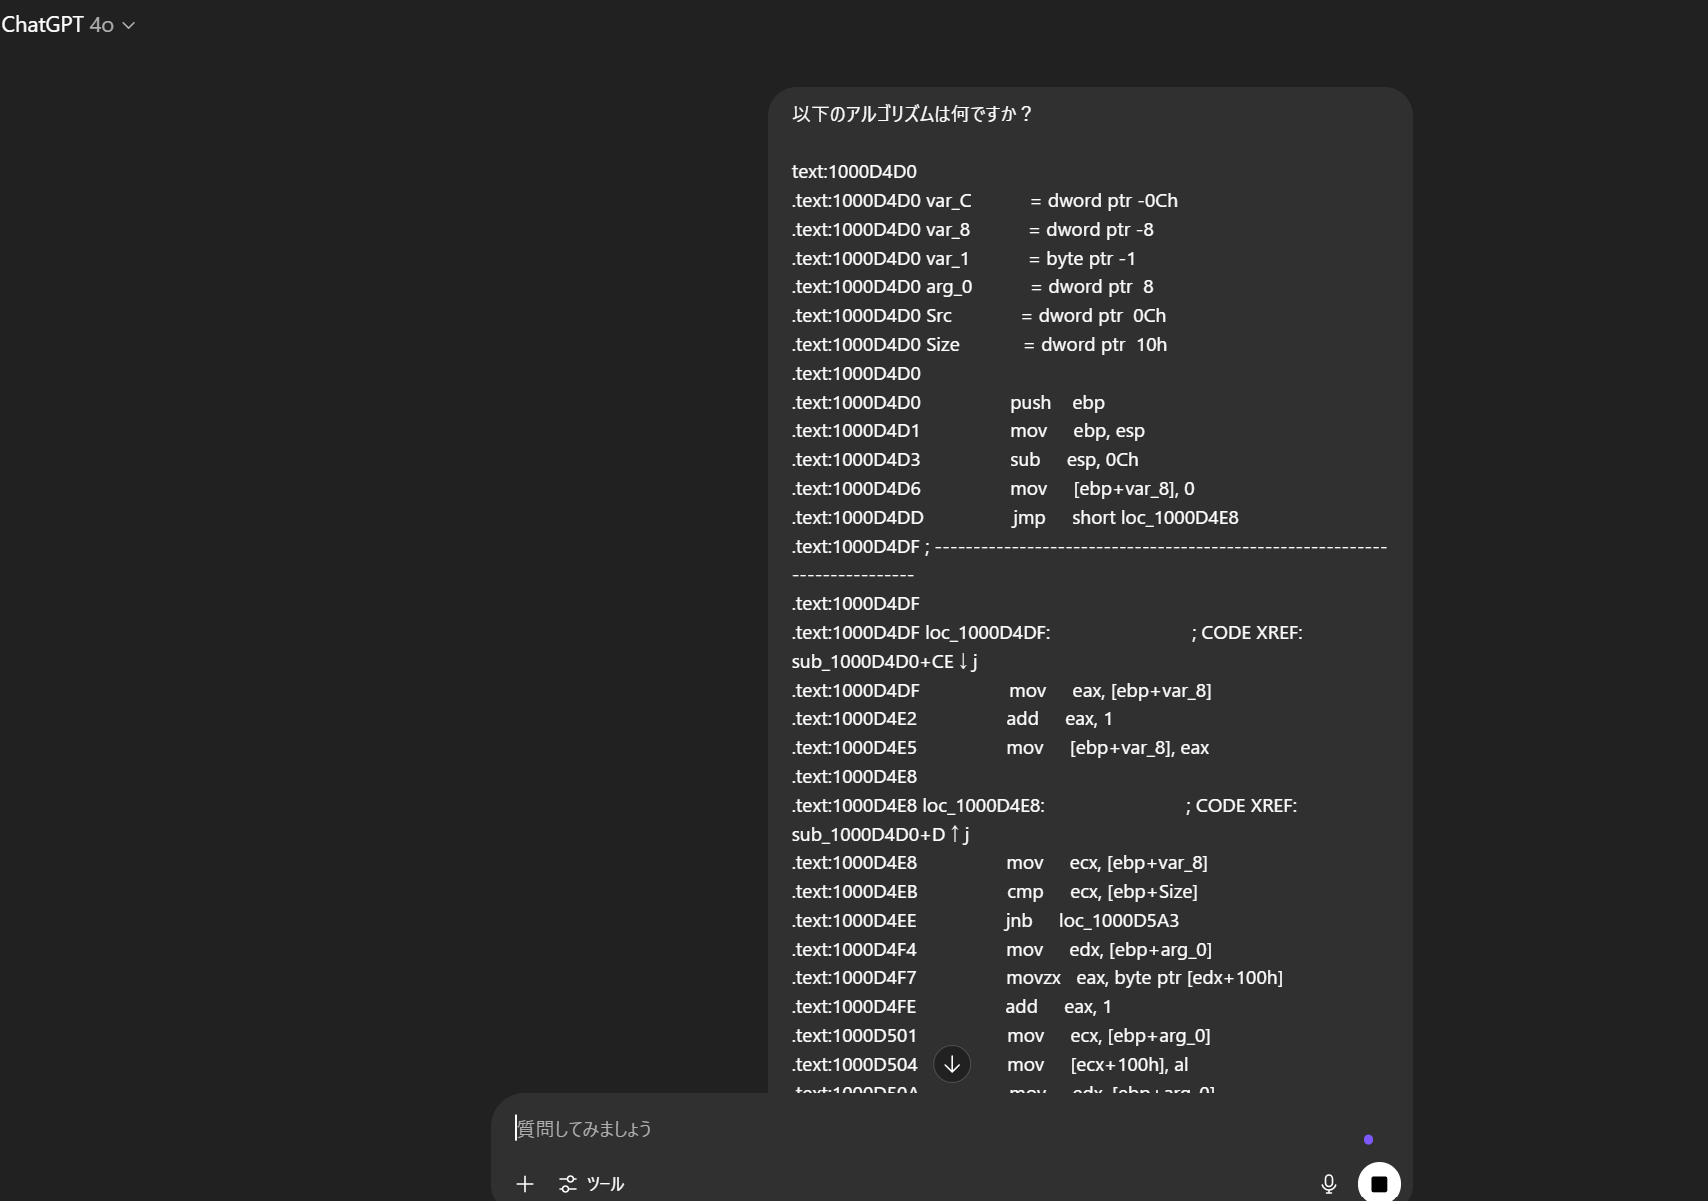 ChatGPT 4o
以下のアルゴリズムは何ですか？
text:1000D4D0
.text:1000D4D0 var_C = dword ptr -0Ch
.text:1000D4D0 var_8 = dword ptr -8
.text:1000D4D0 var_1 = byte ptr -1
.text:1000D4D0 arg_0 = dword ptr 8
.text:1000D4D0 Src = dword ptr 0Ch
.text:1000D4D0 Size = dword ptr 10h
.text:1000D4D0
.text:1000D4D0 push ebp
.text:1000D4D1 mov ebp, esp
.text:1000D4D3 sub esp, 0Ch
.text:1000D4D6 mov [ebp+var_8], 0
.text:1000D4DD jmp short loc_1000D4E8
.text:1000D4DF ; -----------------------------------------------------------
----------------
.text:1000D4DF
.text:1000D4DF loc_1000D4DF: ; CODE XREF:
sub_1000D4D0+CE↓j
.text:1000D4DF mov eax, [ebp+var_8]
.text:1000D4E2 add eax, 1
.text:1000D4E5 mov [ebp+var_8], eax
.text:1000D4E8
.text:1000D4E8 loc_1000D4E8: ; CODE XREF:
sub_1000D4D0+D↑j
.text:1000D4E8 mov ecx, [ebp+var_8]
.text:1000D4EB cmp ecx, [ebp+Size]
.text:1000D4EE jnb loc_1000D5A3
.text:1000D4F4 mov edx, [ebp+arg_0]
.text:1000D4F7 movzx eax, byte ptr [edx+100h]
.text:1000D4FE add eax, 1
.text:1000D501 mov ecx, [ebp+arg_0]
.text:1000D504 mov [ecx+100h], al
.text:1000D50A mov edx, [ebp+arg_0]
質問してみましょう
ツール